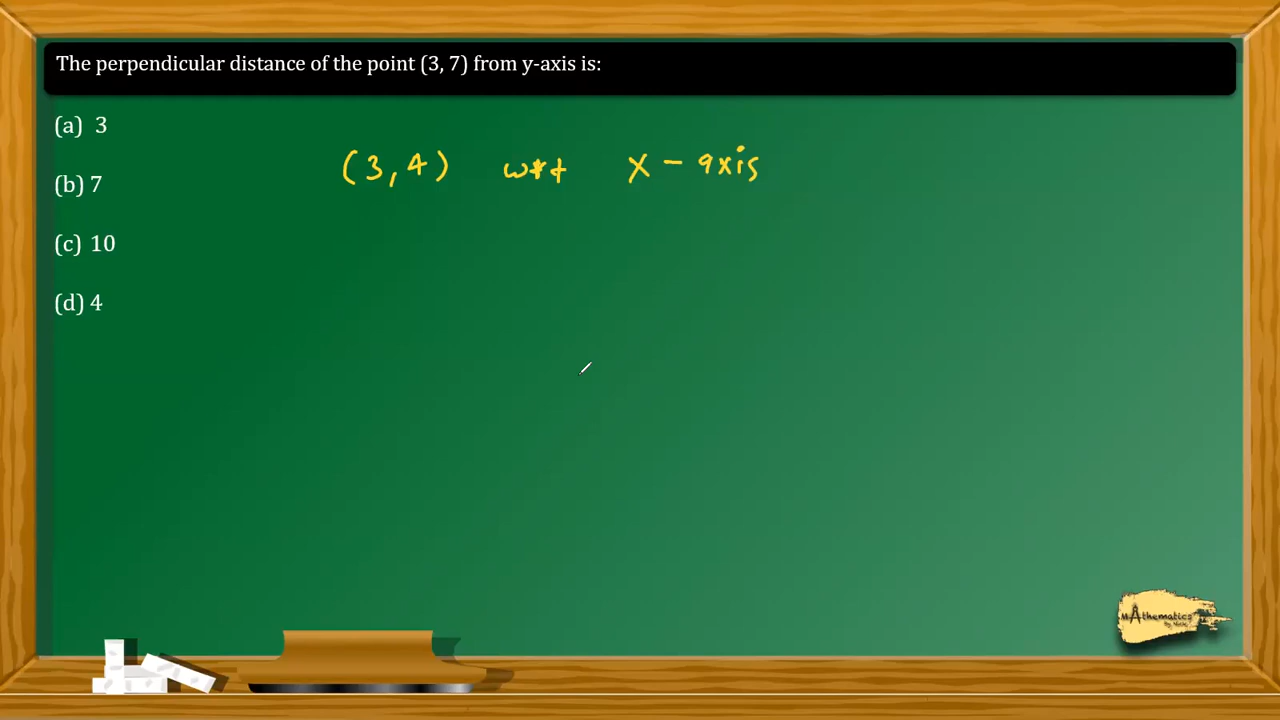 The perpendicular distance of the point (3, 7) from y-axis is:
(a) 3
(3,4) wrt X - axis
(b) 7
(c) 10
(d) 4
mAthematics